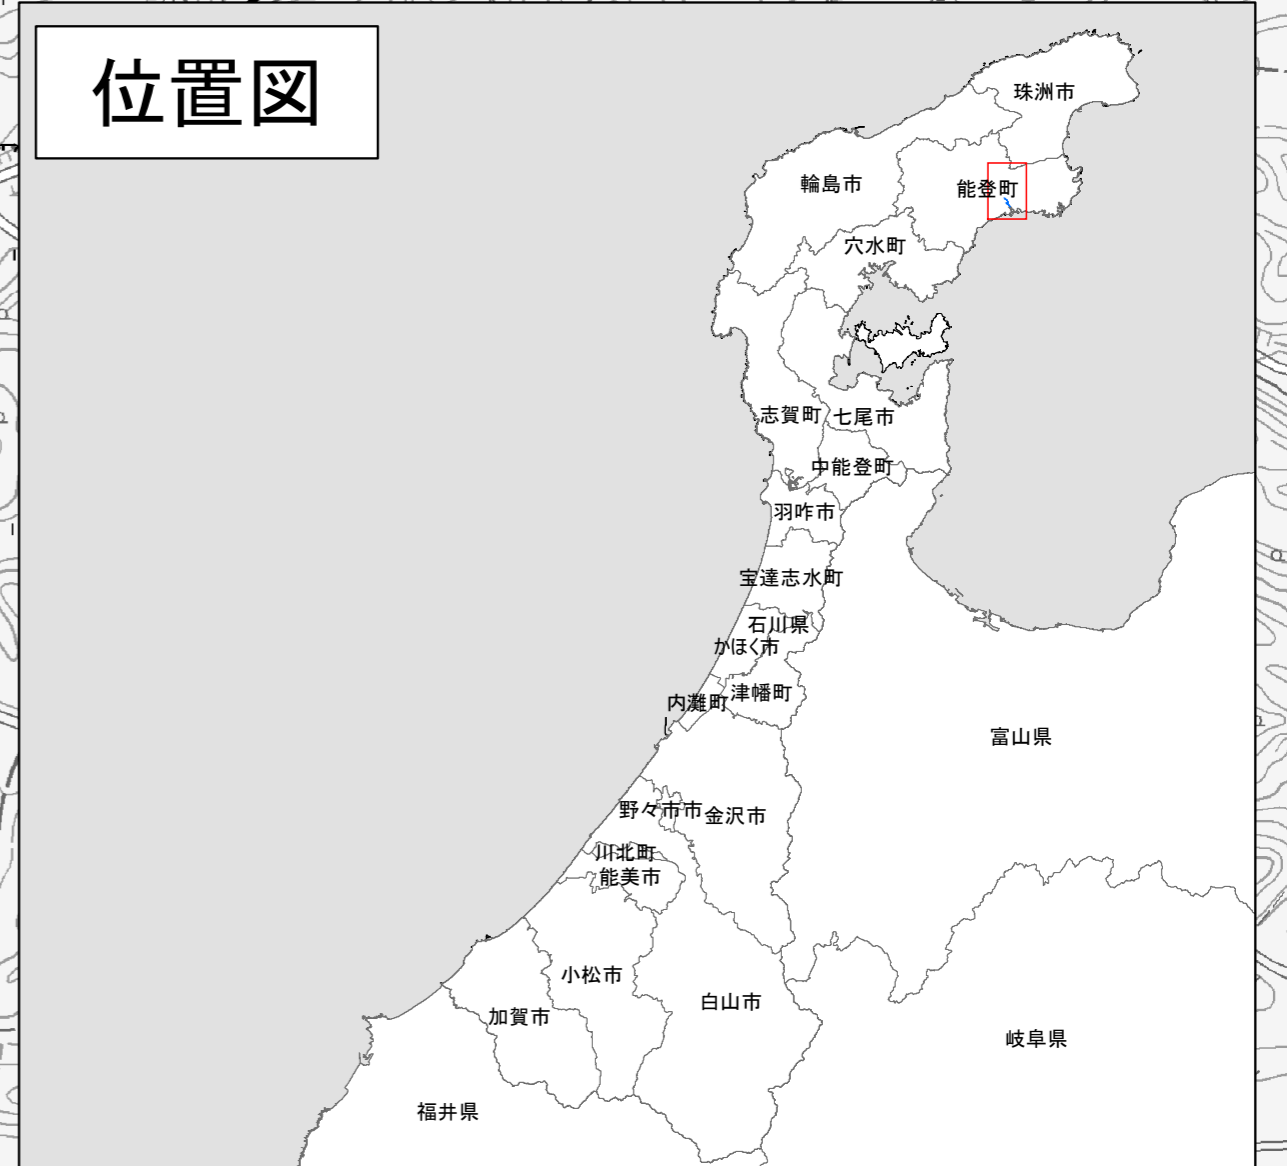 位置図
珠洲市
輪島市
能登町
穴水町
志賀町
七尾市
中能登町
羽咋市
宝達志水町
石川県
かほく市
内灘町
津幡町
富山県
野々市市
金沢市
川北町
能美市
小松市
白山市
加賀市
岐阜県
福井県